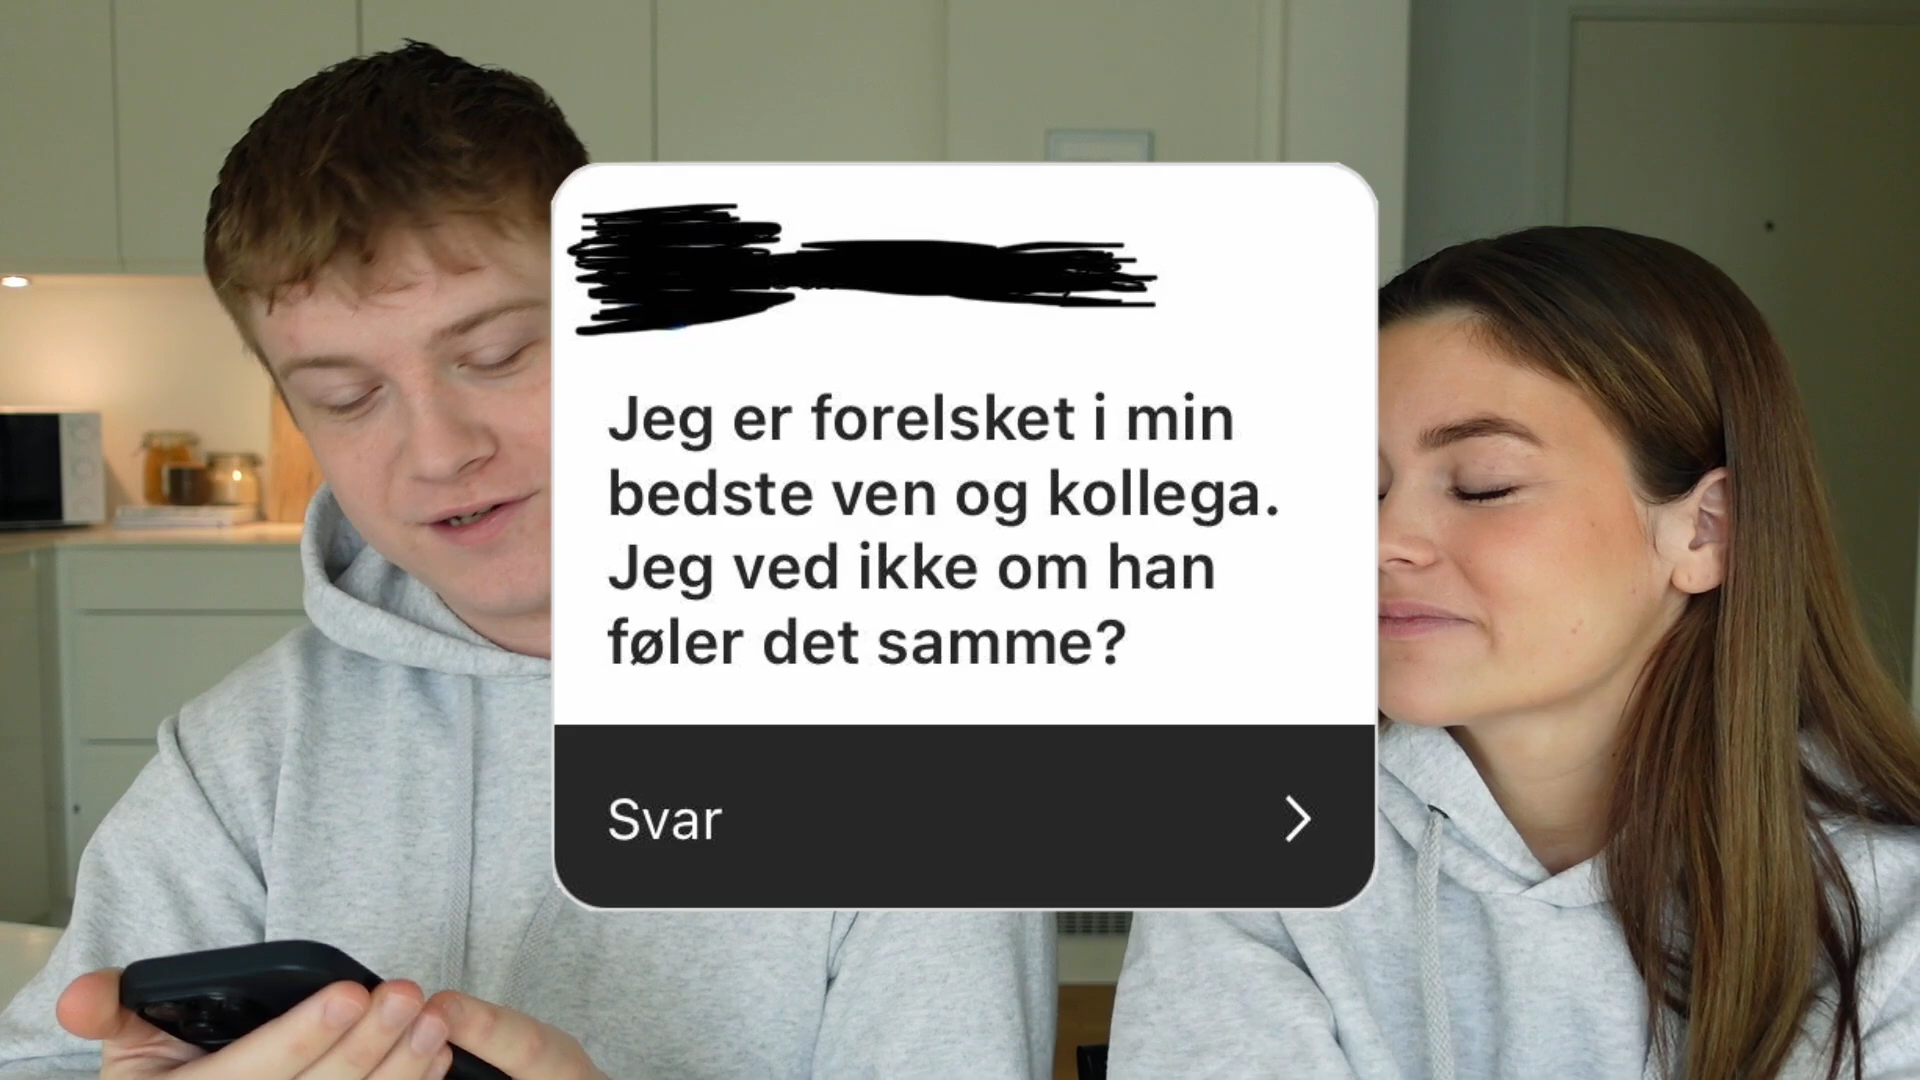 Jeg er forelsket i min
bedste ven og kollega.
Jeg ved ikke om han
føler det samme?
Svar